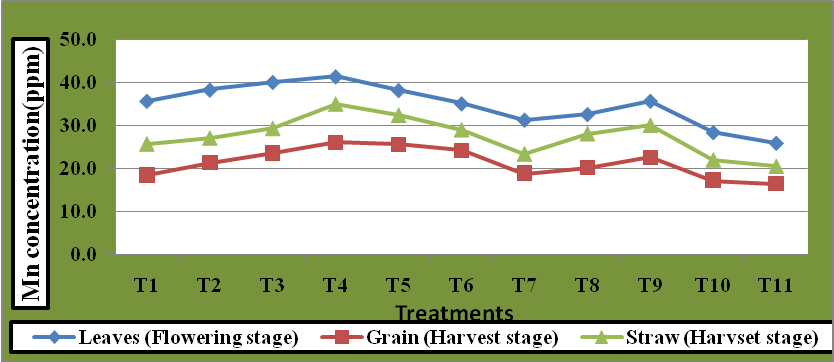 Mn concentration(ppm)
50.0
40.0
30.0
20.0
10.0
0.0
T1 T2 T3 T4 T5 T6 T7 T8 T9 T10 T11
Treatments
Leaves (Flowering stage) Grain (Harvest stage) Straw (Harvset stage)